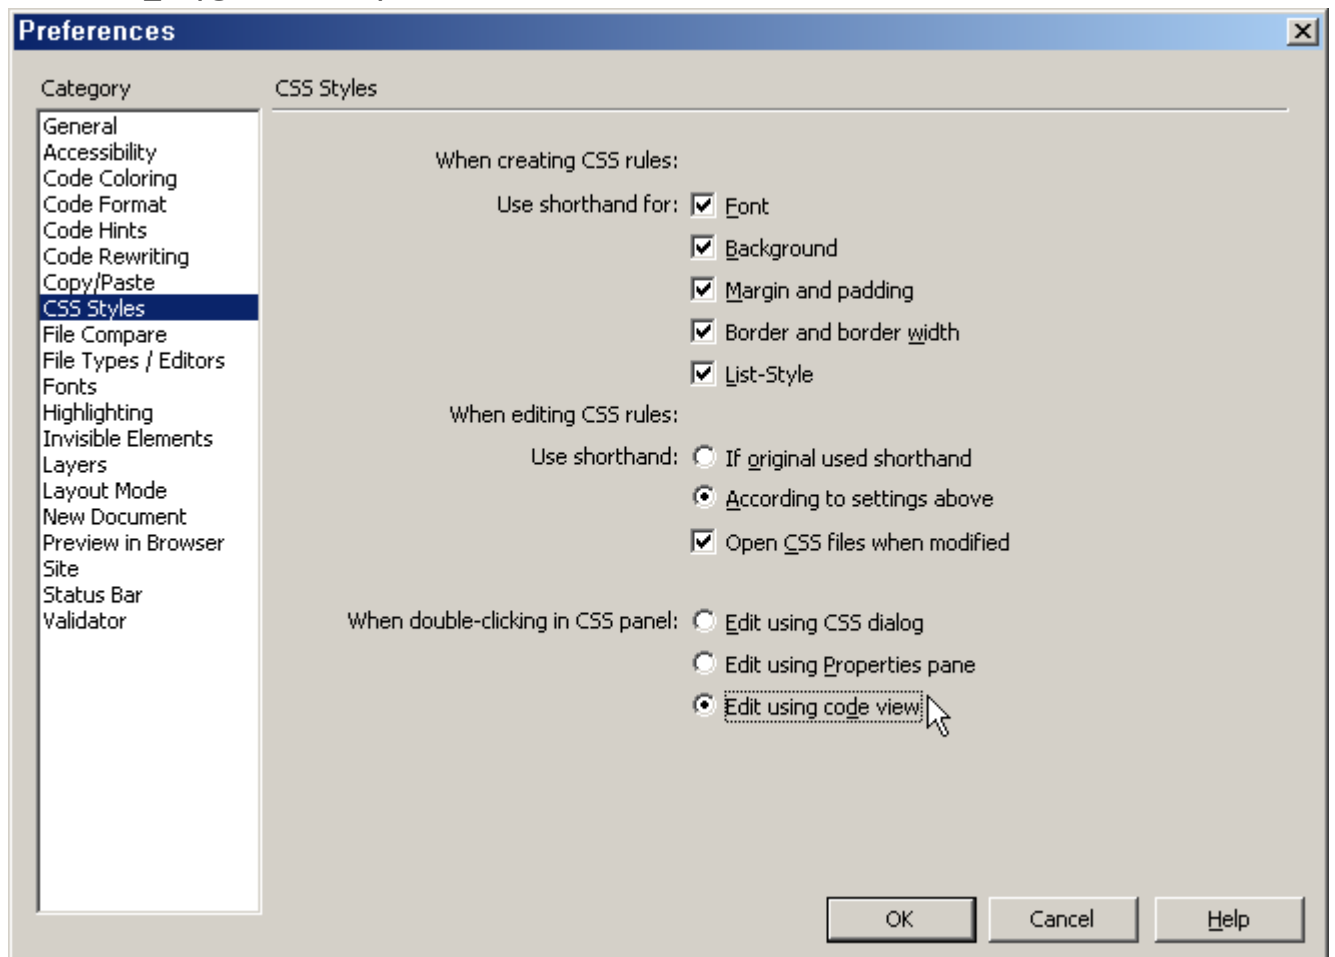 Preferences
Category
CSS Styles
General
Accessibility
Code Coloring
Code Format
Code Hints
Code Rewriting
Copy/Paste
CSS Styles
File Compare
File Types / Editors
Fonts
Highlighting
Invisible Elements
Layers
Layout Mode
New Document
Preview in Browser
Site
Status Bar
Validator
When creating CSS rules:
Use shorthand for: Font
Background
Margin and padding
Border and border width
List-Style
When editing CSS rules:
Use shorthand: If original used shorthand
According to settings above
Open CSS files when modified
When double-clicking in CSS panel: Edit using CSS dialog
Edit using Properties pane
Edit using code view
OK Cancel Help